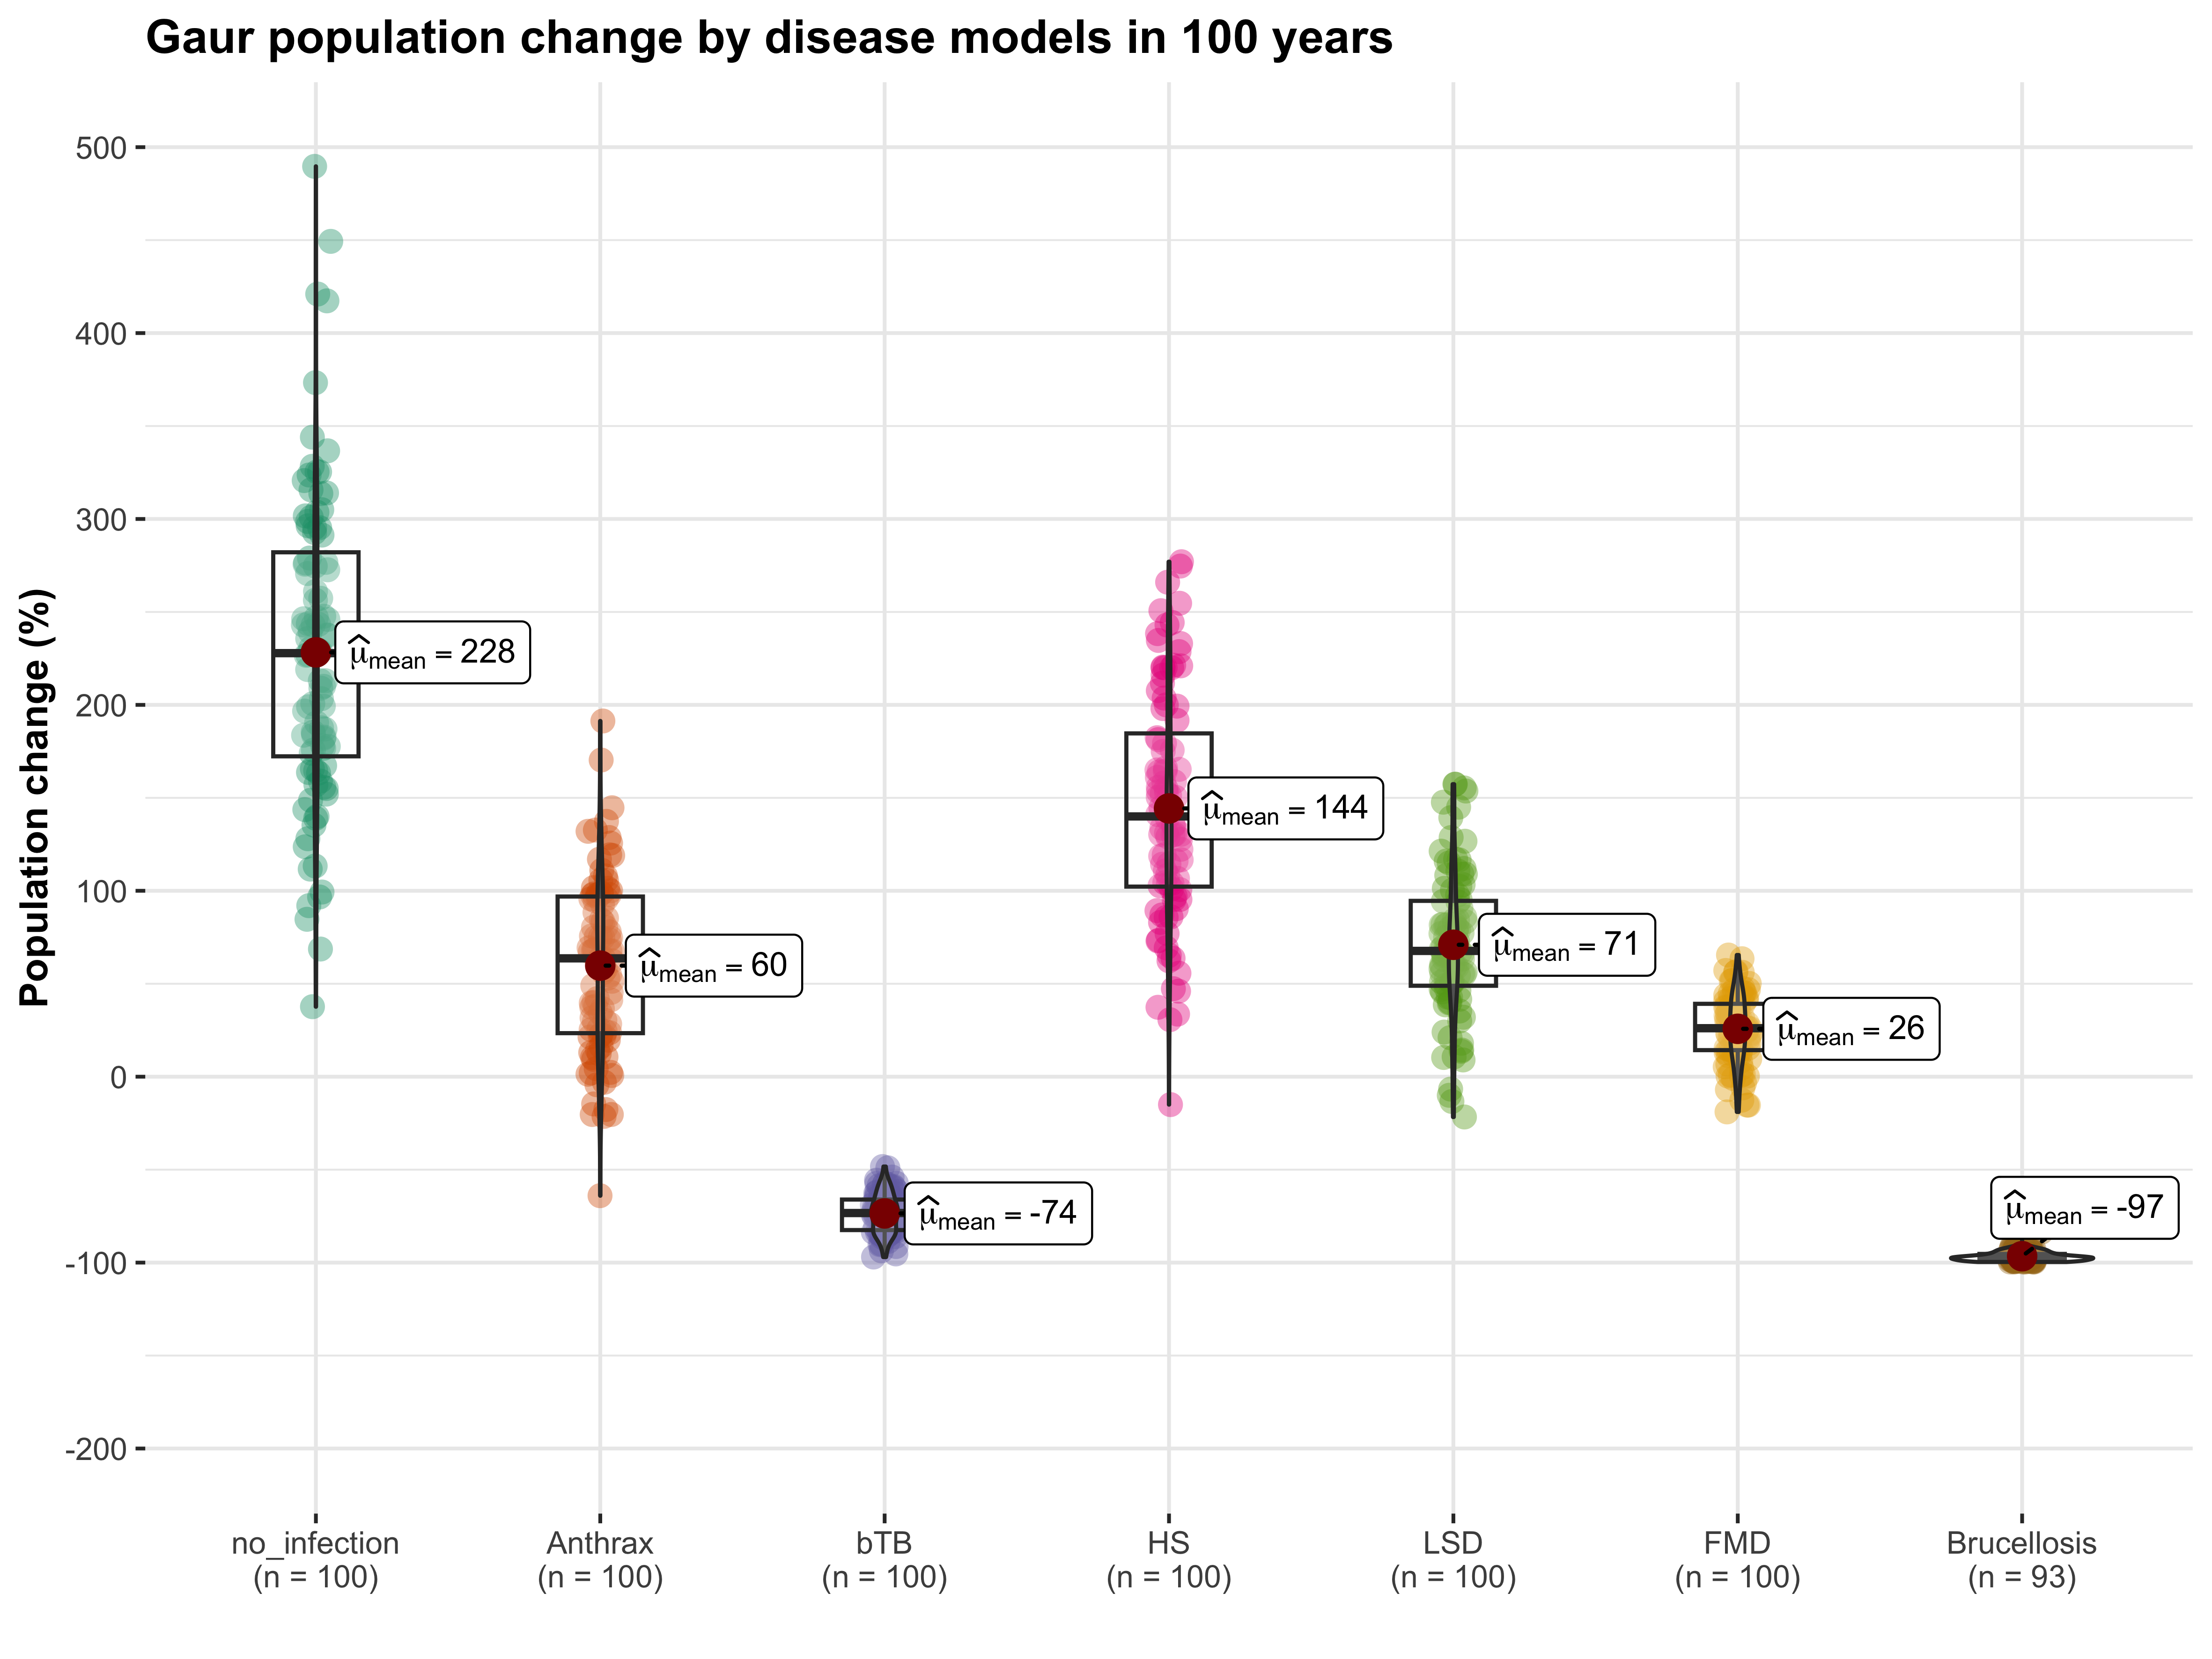 Gaur population change by disease models in 100 years
Population change (%)
500
400
300
200
100
0
-100
-200
μ̂mean = 228
μ̂mean = 60
μ̂mean = -74
μ̂mean = 144
μ̂mean = 71
μ̂mean = 26
μ̂mean = -97
no_infection
(n = 100)
Anthrax
(n = 100)
bTB
(n = 100)
HS
(n = 100)
LSD
(n = 100)
FMD
(n = 100)
Brucellosis
(n = 93)